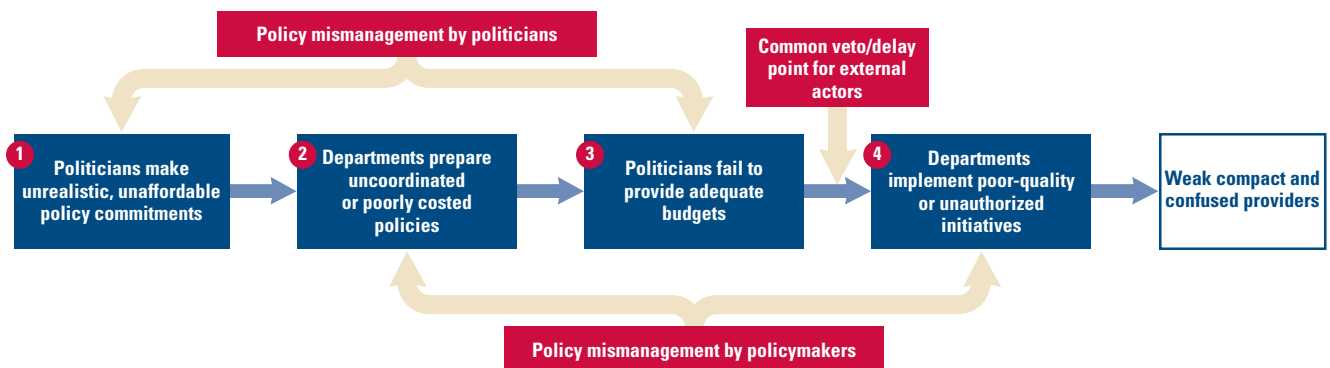 Policy mismanagement by politicians
Common veto/delay
point for external
actors
1
Politicians make
unrealistic, unaffordable
policy commitments
2
Departments prepare
uncoordinated
or poorly costed
policies
3
Politicians fail to
provide adequate
budgets
4
Departments
implement poor-quality
or unauthorized
initiatives
Weak compact and
confused providers
Policy mismanagement by policymakers